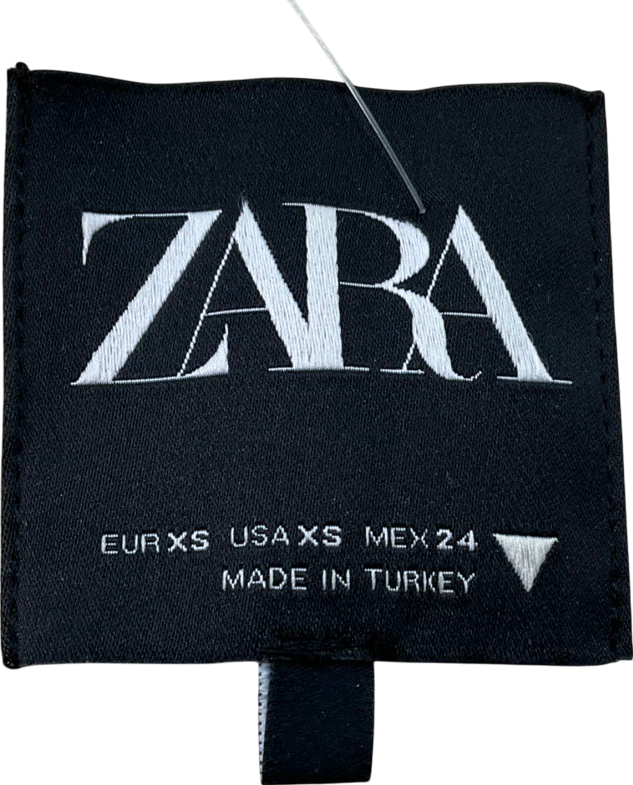 ZARA
EUR XS USA XS MEX 24
MADE IN TURKEY